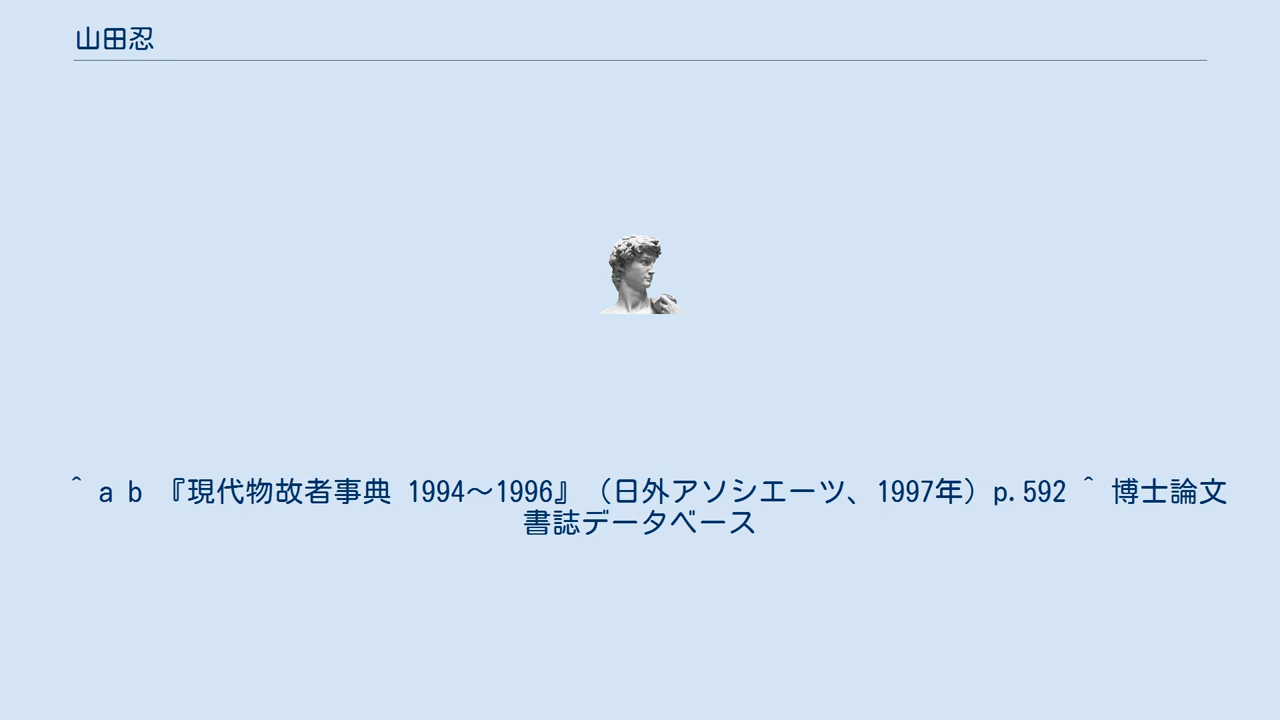 山田忍
^ a b 『現代物故者事典 1994～1996』（日外アソシエーツ、1997年）p.592 ^ 博士論文
書誌データベース